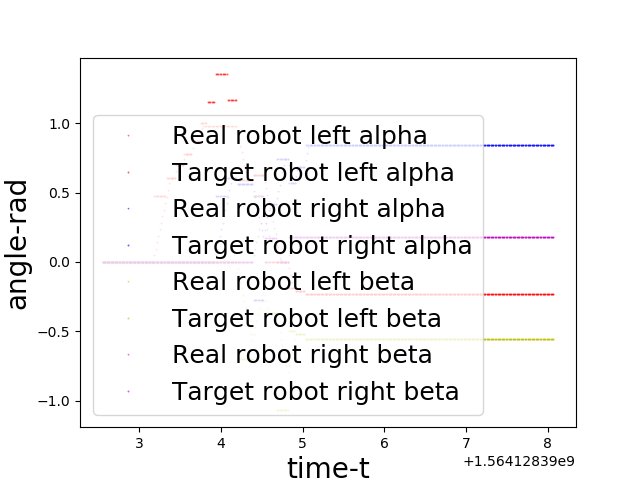 1.0
0.5
0.0
−0.5
−1.0
angle-rad
Real robot left alpha
Target robot left alpha
Real robot right alpha
Target robot right alpha
Real robot left beta
Target robot left beta
Real robot right beta
Target robot right beta
3 4 5 6 7 8
+1.56412839e9
time-t